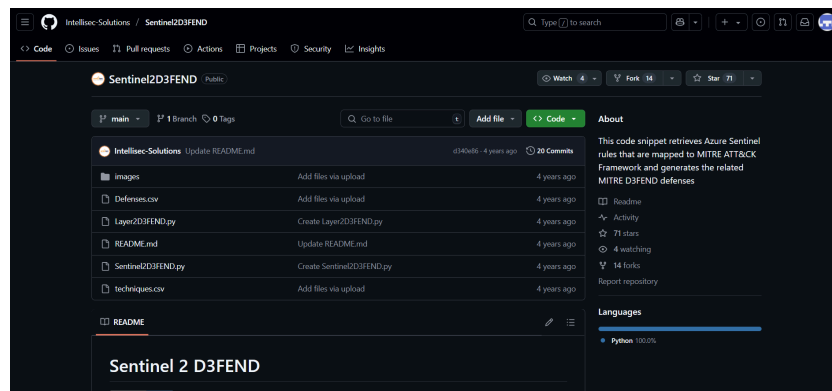 Intellisec-Solutions / Sentinel2D3FEND
Type / to search
Code Issues Pull requests Actions Projects Security Insights
Sentinel2D3FEND Public
Watch 4 Fork 14 Star 71
main 1 Branch 0 Tags Go to file t Add file Code
Intellisec-Solutions Update README.md d340e86 · 4 years ago 20 Commits
images Add files via upload 4 years ago
Defenses.csv Add files via upload 4 years ago
Layer2D3FEND.py Create Layer2D3FEND.py 4 years ago
README.md Update README.md 4 years ago
Sentinel2D3FEND.py Create Sentinel2D3FEND.py 4 years ago
techniques.csv Add files via upload 4 years ago
README
Sentinel 2 D3FEND
About
This code snippet retrieves Azure Sentinel
rules that are mapped to MITRE ATT&CK
Framework and generates the related
MITRE D3FEND defenses
Readme
Activity
71 stars
4 watching
14 forks
Report repository
Languages
Python 100.0%